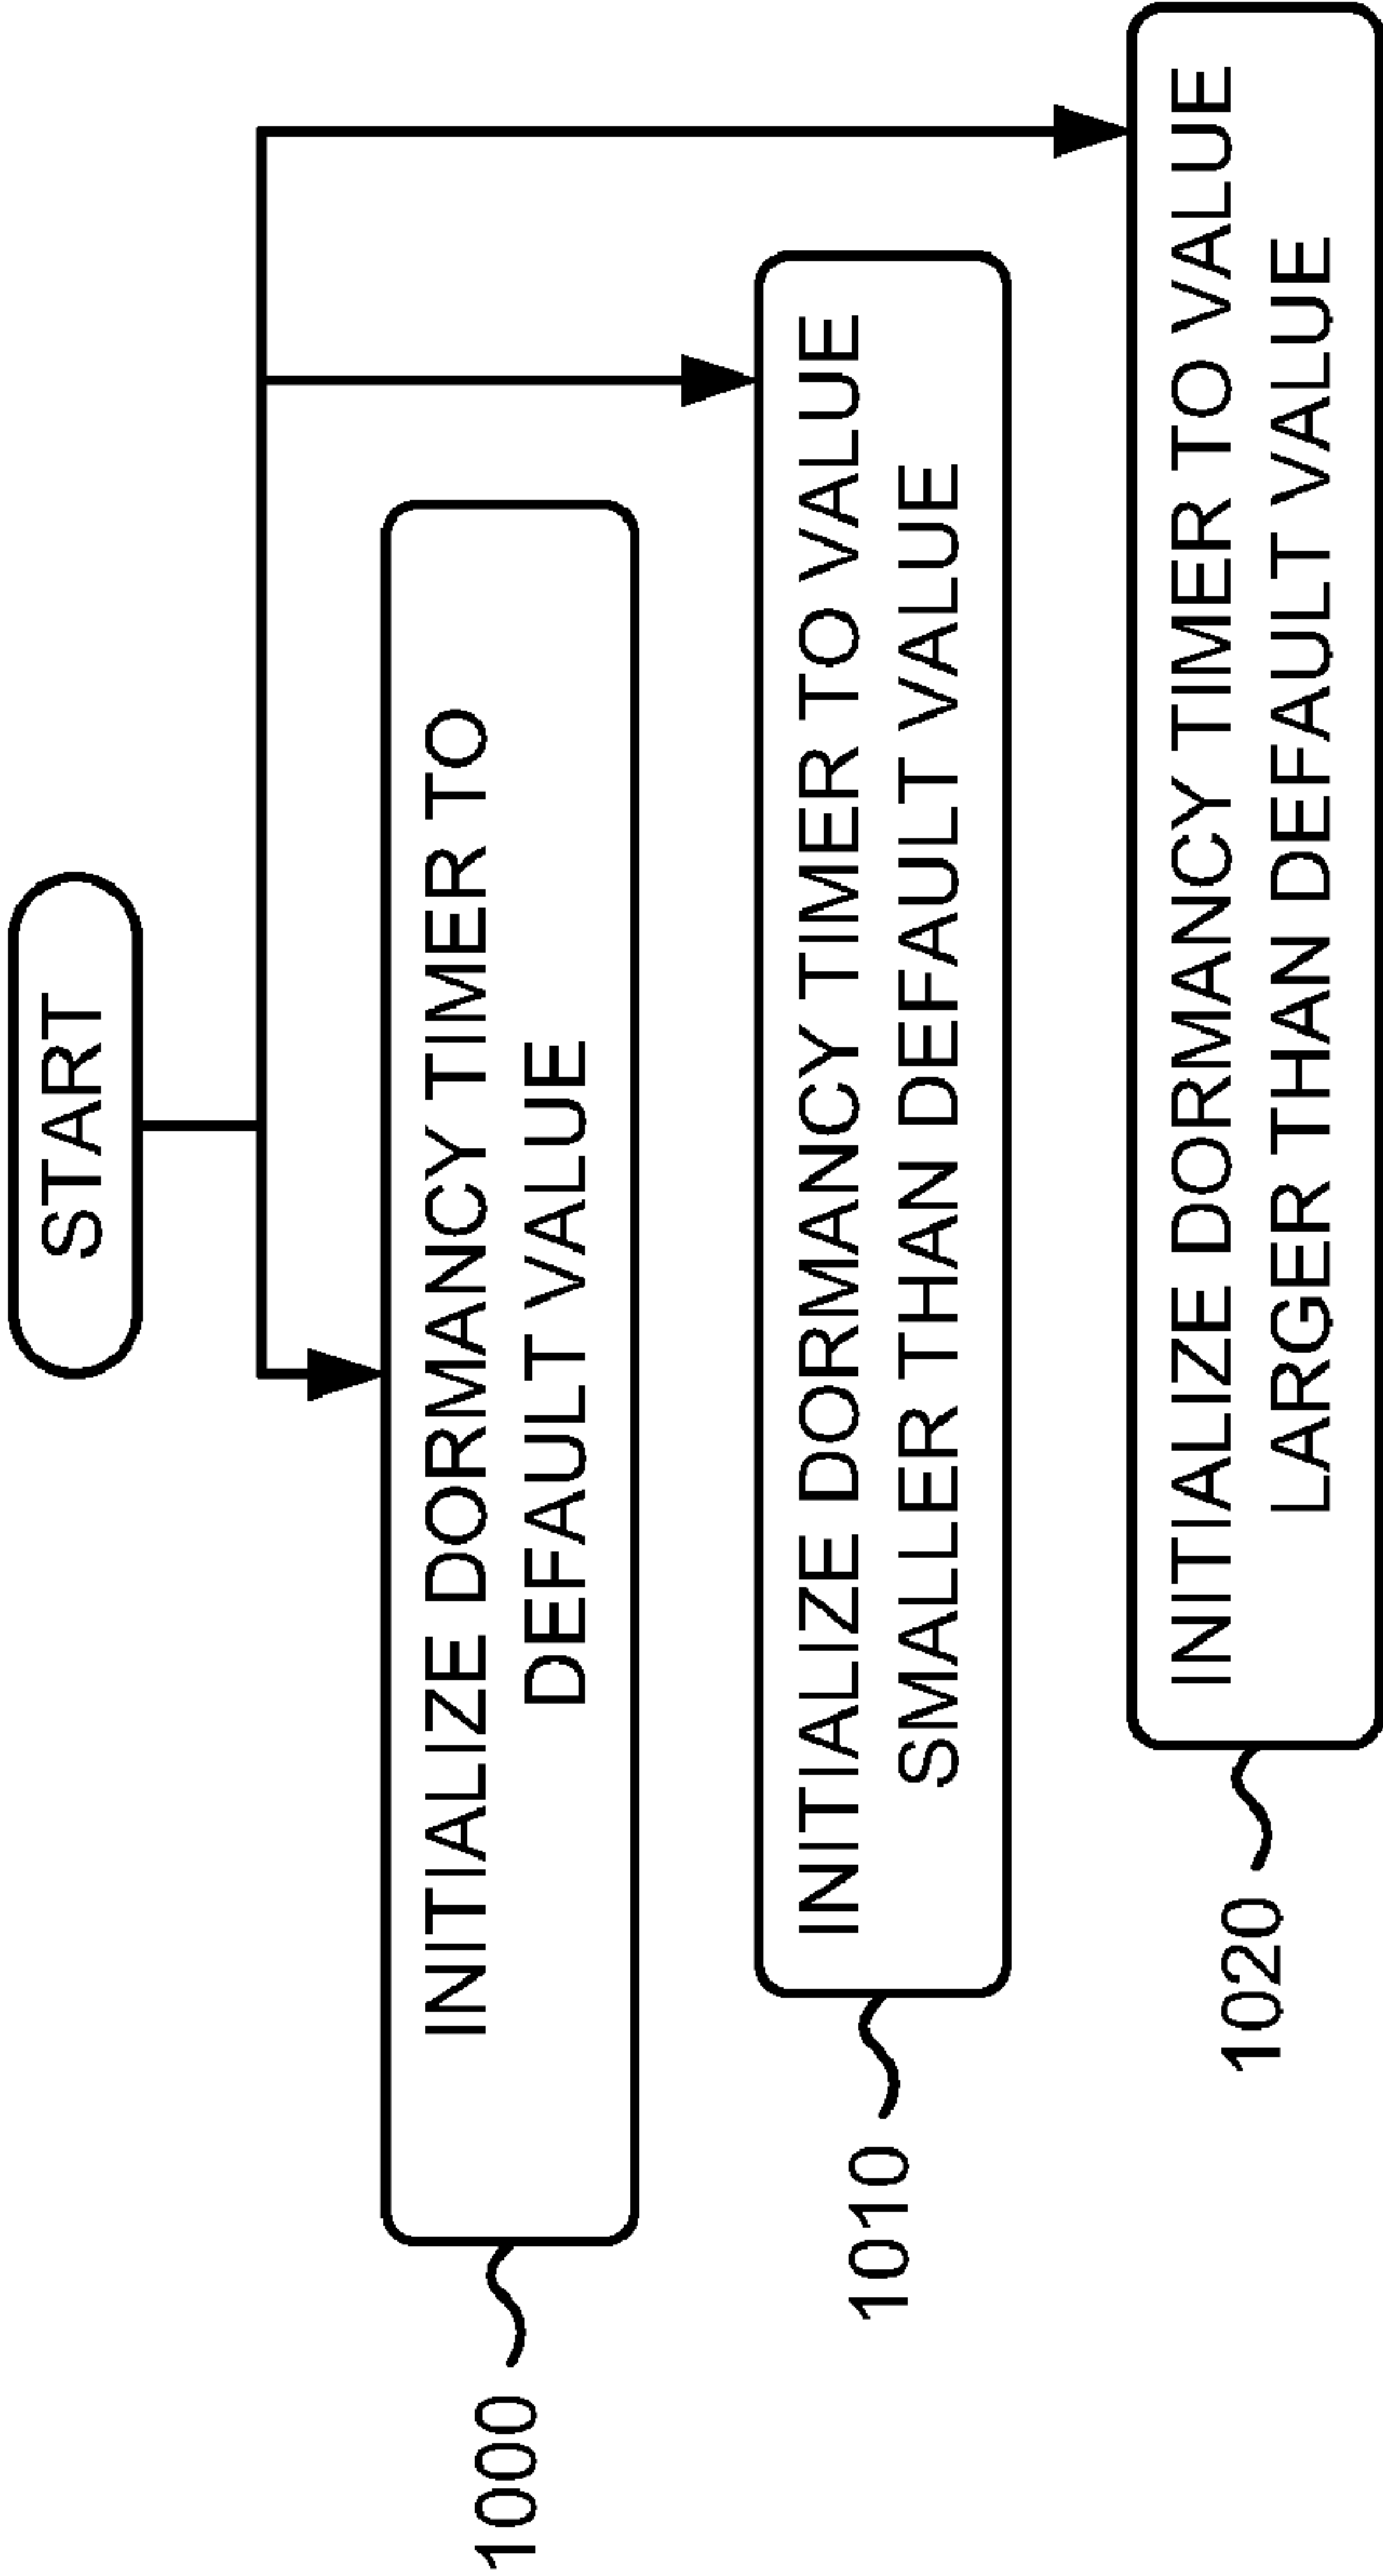 START
INITIALIZE DORMANCY TIMER TO
DEFAULT VALUE
1000
INITIALIZE DORMANCY TIMER TO VALUE
SMALLER THAN DEFAULT VALUE
1010
INITIALIZE DORMANCY TIMER TO VALUE
LARGER THAN DEFAULT VALUE
1020